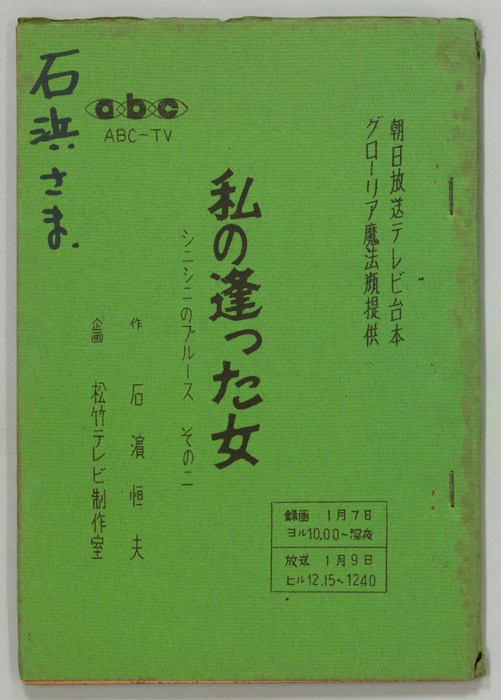 朝日放送テレビ台本
グローリア魔法瓶提供
私の逢った女
シニシニのブルース その二
作 石濵恒夫
企画 松竹テレビ制作室
abc
ABC-TV
石浜さま.
録画 1月7日
ヨル10.00～深夜
放送 1月9日
ヒル12.15～1240